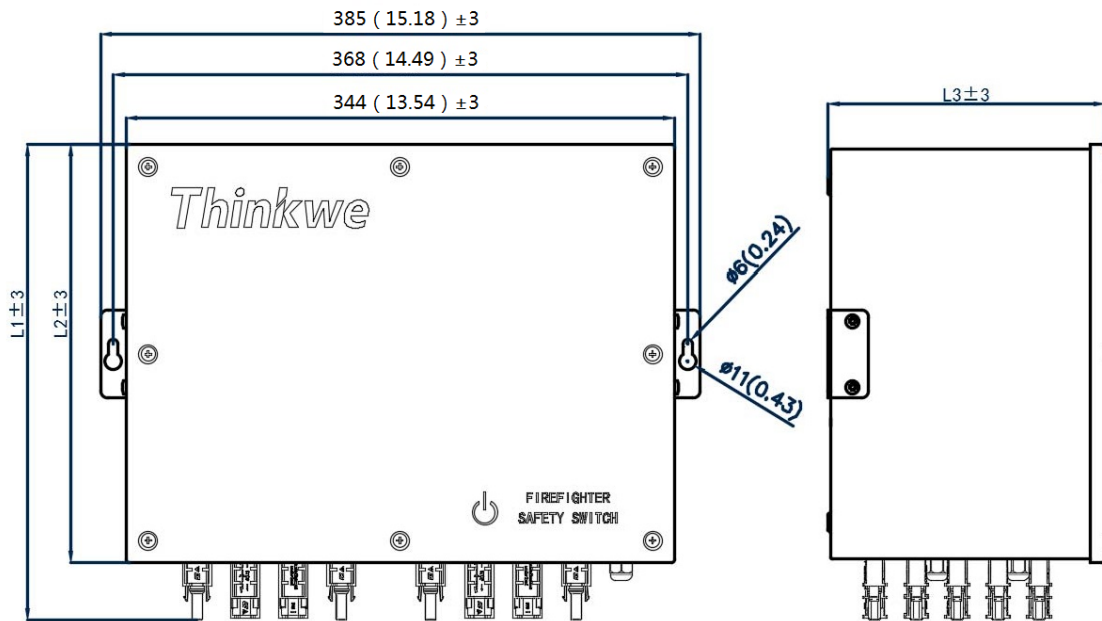 385 ( 15.18 ) ±3
368 ( 14.49 ) ±3
344 ( 13.54 ) ±3
L3±3
L1±3
L2±3
Thinkwe
ø6(0.24)
ø11(0.43)
FIREFIGHTER
SAFETY SWITCH